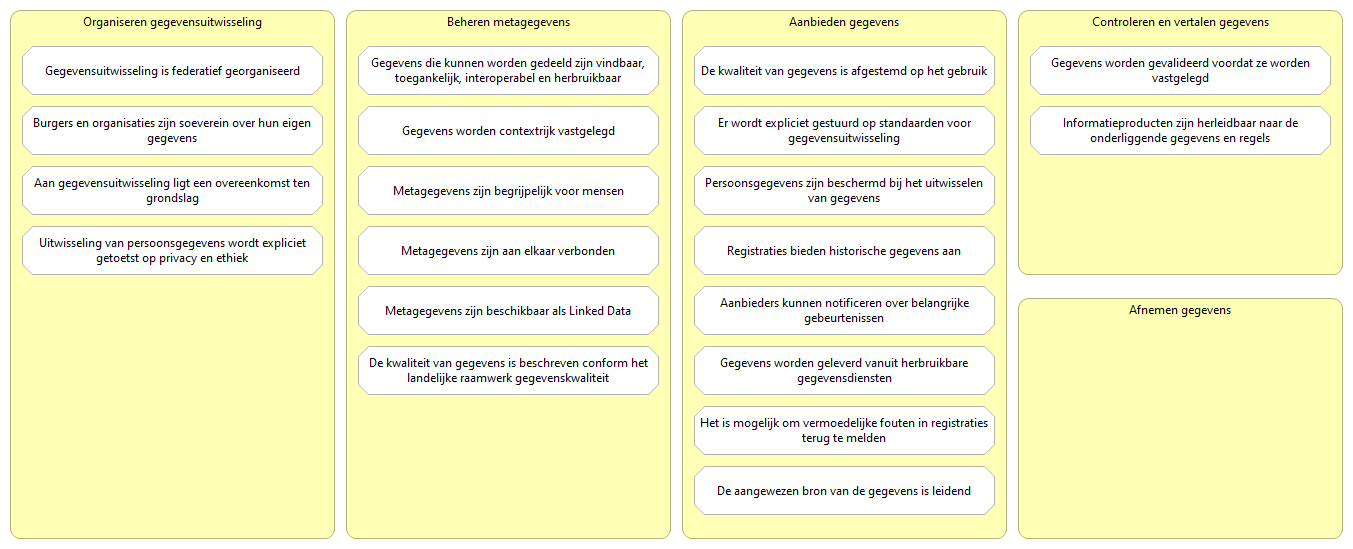 Organiseren gegevensuitwisseling
Gegevensuitwisseling is federatief georganiseerd
Burgers en organisaties zijn soeverein over hun eigen
gegevens
Aan gegevensuitwisseling ligt een overeenkomst ten
grondslag
Uitwisseling van persoonsgegevens wordt expliciet
getoetst op privacy en ethiek
Beheren metagegevens
Gegevens die kunnen worden gedeeld zijn vindbaar,
toegankelijk, interoperabel en herbruikbaar
Gegevens worden contextrijk vastgelegd
Metagegevens zijn begrijpelijk voor mensen
Metagegevens zijn aan elkaar verbonden
Metagegevens zijn beschikbaar als Linked Data
De kwaliteit van gegevens is beschreven conform het
landelijke raamwerk gegevenskwaliteit
Aanbieden gegevens
De kwaliteit van gegevens is afgestemd op het gebruik
Er wordt expliciet gestuurd op standaarden voor
gegevensuitwisseling
Persoonsgegevens zijn beschermd bij het uitwisselen
van gegevens
Registraties bieden historische gegevens aan
Aanbieders kunnen notificeren over belangrijke
gebeurtenissen
Gegevens worden geleverd vanuit herbruikbare
gegevensdiensten
Het is mogelijk om vermoedelijke fouten in registraties
terug te melden
De aangewezen bron van de gegevens is leidend
Controleren en vertalen gegevens
Gegevens worden gevalideerd voordat ze worden
vastgelegd
Informatieproducten zijn herleidbaar naar de
onderliggende gegevens en regels
Afnemen gegevens